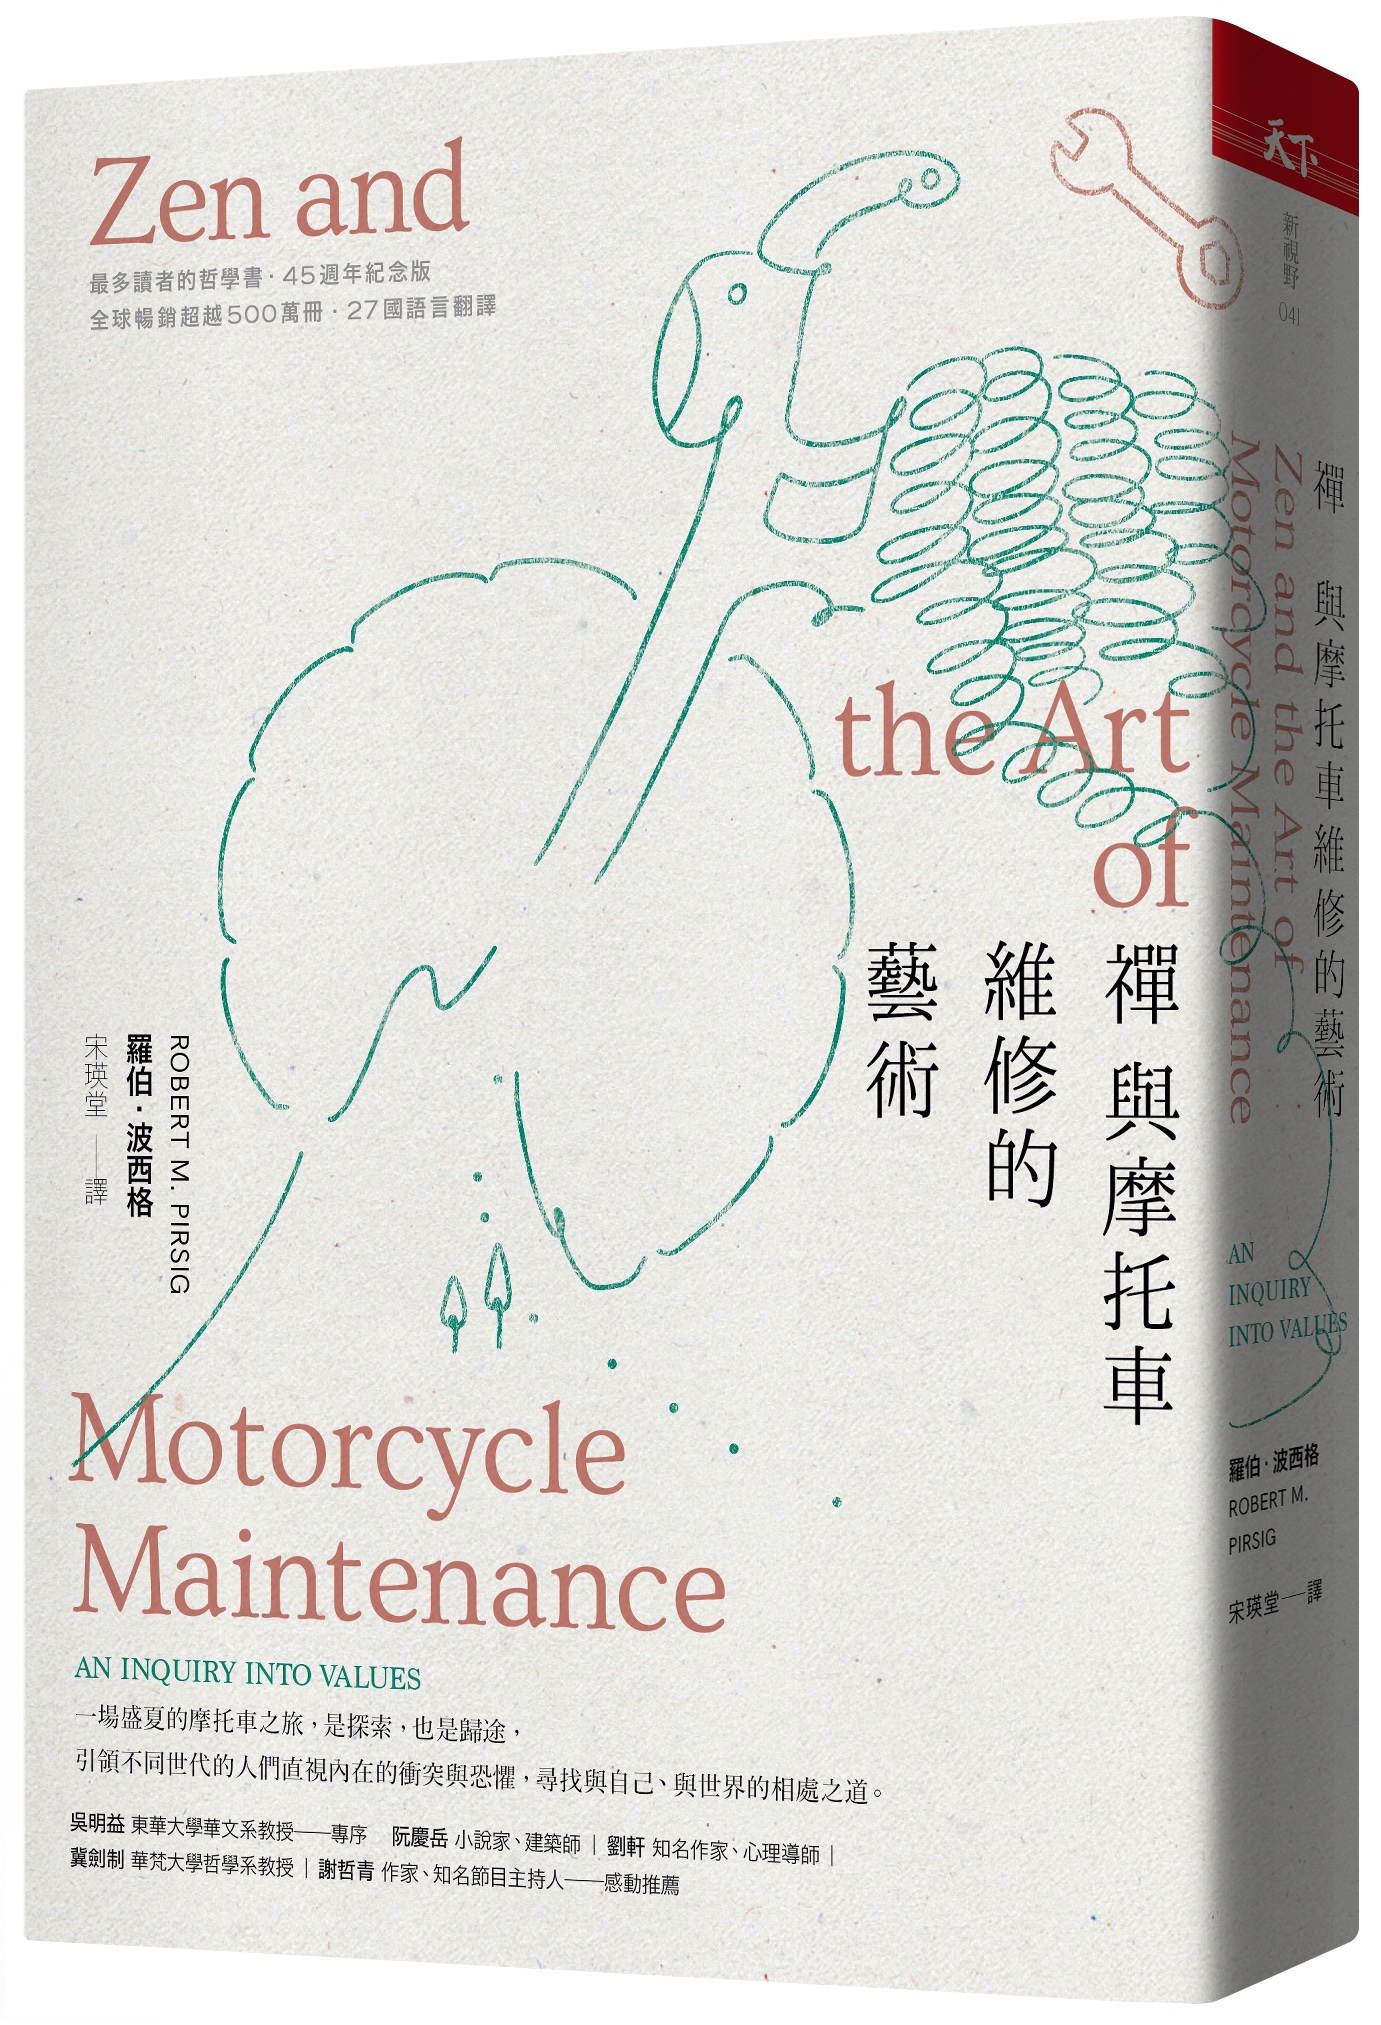 Zen and
最多讀者的哲學書·45週年紀念版
全球暢銷超越500萬冊·27國語言翻譯
the Art
of
禪 與摩托車
維修的
藝術
ROBERT M. PIRSIG
羅伯·波西格
宋瑛堂——譯
Motorcycle
Maintenance
AN INQUIRY INTO VALUES
一場盛夏的摩托車之旅，是探索，也是歸途，
引領不同世代的人們直視內在的衝突與恐懼，尋找與自己、與世界的相處之道。
吳明益 東華大學華文系教授——專序 阮慶岳 小說家、建築師｜劉軒 知名作家、心理導師｜
冀劍制 華梵大學哲學系教授｜謝哲青 作家、知名節目主持人——感動推薦
天下
新視野
041
禪 與摩托車維修的藝術
Zen and the Art of
Motorcycle Maintenance
AN
INQUIRY
INTO VALUES
羅伯·波西格
ROBERT M.
PIRSIG
宋瑛堂——譯